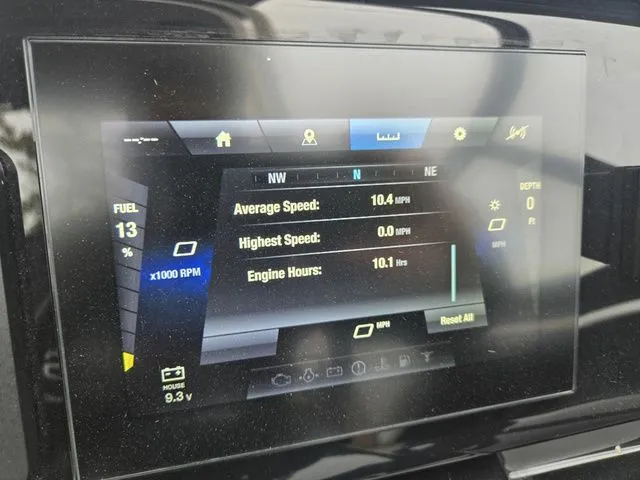 --:--
NW N NE
FUEL
13
%
x1000 RPM
Average Speed: 10.4 MPH
Highest Speed: 0.0 MPH
Engine Hours: 10.1 Hrs
DEPTH
0
Ft
MPH
0 MPH
Reset All
HOUSE
9.3 V